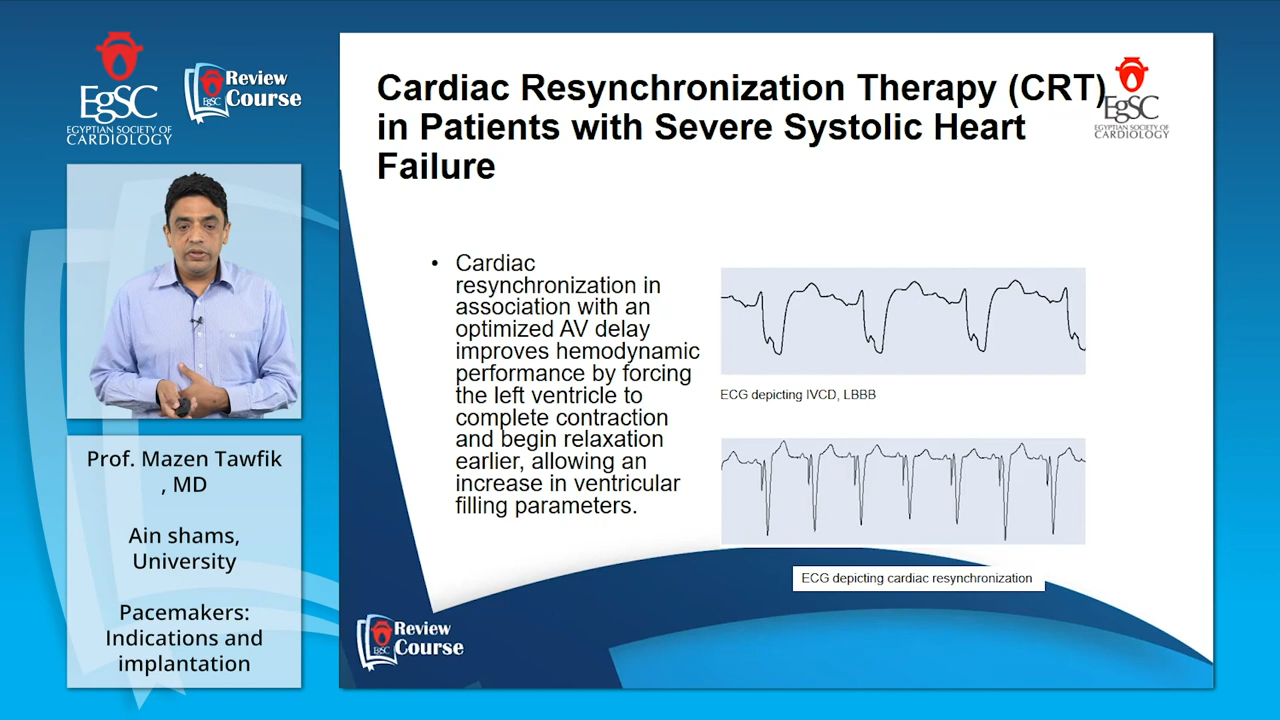 EgSC
EGYPTIAN SOCIETY OF
CARDIOLOGY
EgSC
Review
Course
Prof. Mazen Tawfik
, MD
Ain shams,
University
Pacemakers:
Indications and
implantation
Cardiac Resynchronization Therapy (CRT)
in Patients with Severe Systolic Heart
Failure
EgSC
EGYPTIAN SOCIETY OF
CARDIOLOGY
• Cardiac
resynchronization in
association with an
optimized AV delay
improves hemodynamic
performance by forcing
the left ventricle to
complete contraction
and begin relaxation
earlier, allowing an
increase in ventricular
filling parameters.
ECG depicting IVCD, LBBB
ECG depicting cardiac resynchronization
EgSC
Review
Course